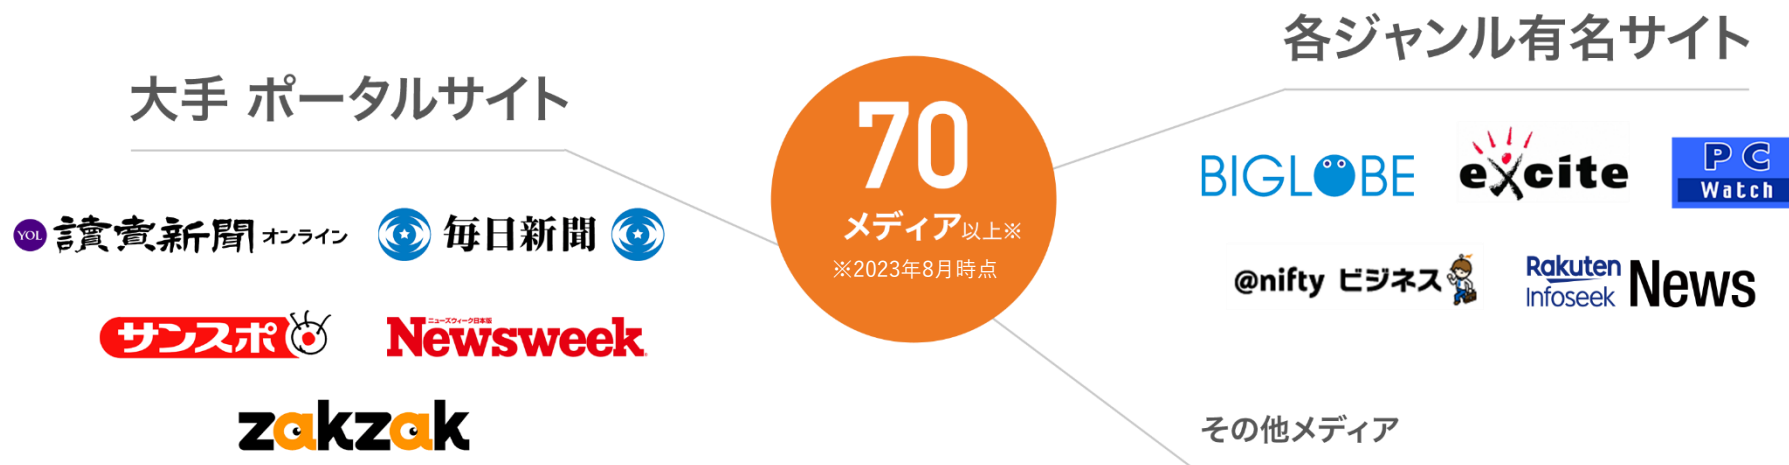 大手 ポータルサイト
YOL 讀賣新聞 オンライン
毎日新聞
サンスポ
ニューズウィーク日本版
Newsweek
zakzak
70
メディア以上※
※2023年8月時点
各ジャンル有名サイト
BIGLOBE
excite
PC
Watch
@nifty ビジネス
Rakuten
Infoseek News
その他メディア